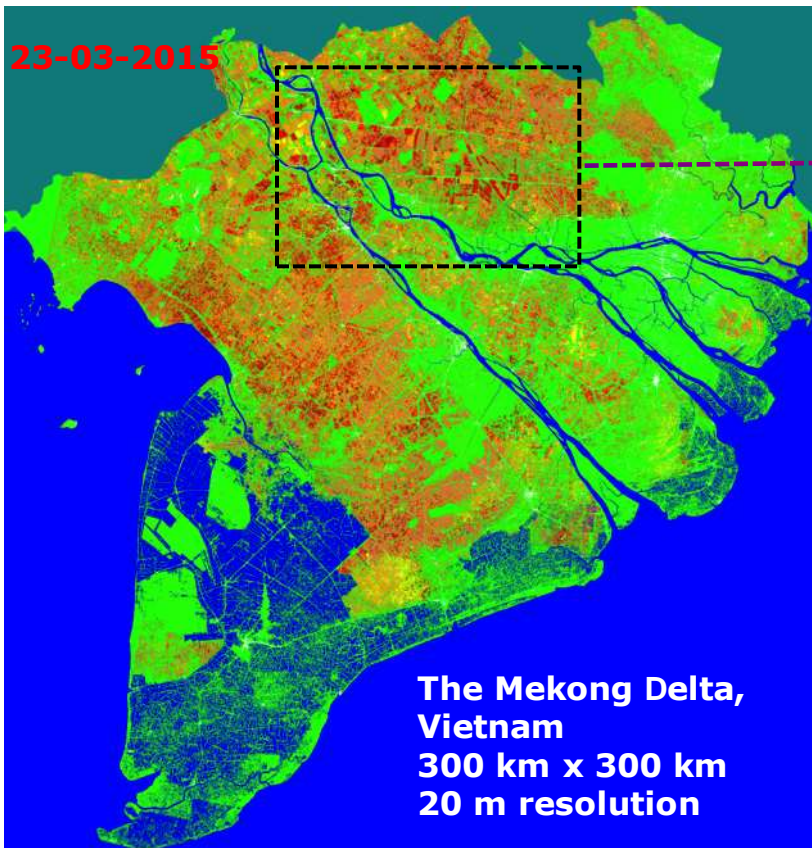 23-03-2015
The Mekong Delta,
Vietnam
300 km x 300 km
20 m resolution